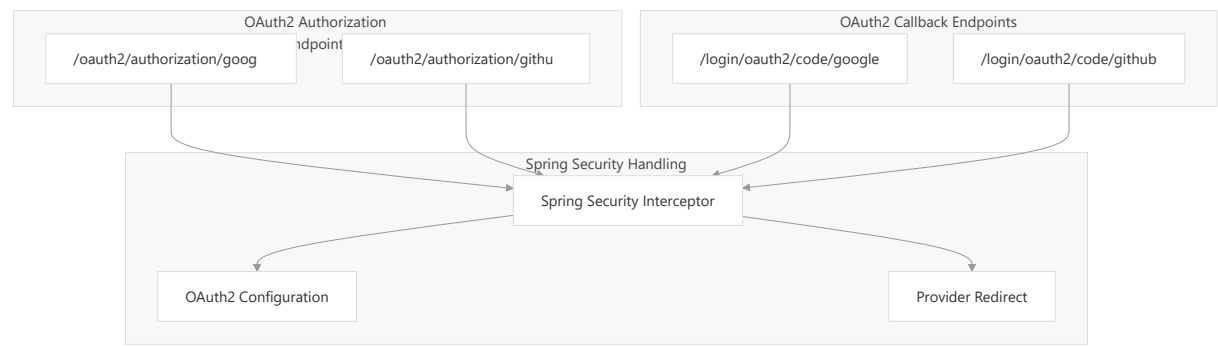 OAuth2 Authorization
ndpoint
/oauth2/authorization/goog
/oauth2/authorization/githu
OAuth2 Callback Endpoints
/login/oauth2/code/google
/login/oauth2/code/github
Spring Security Handling
Spring Security Interceptor
OAuth2 Configuration
Provider Redirect